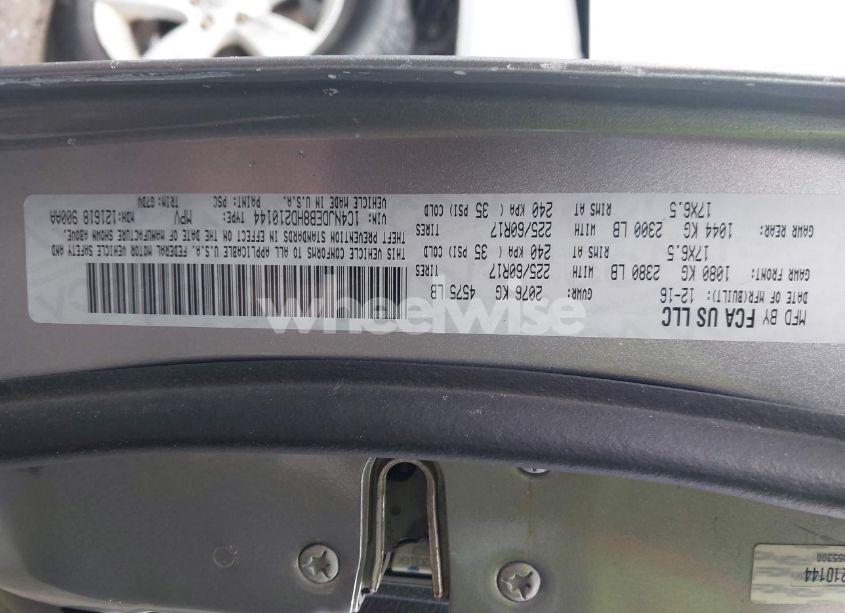 MFD BY FCA US LLC
DATE OF MFR(BUILT): 12-16 GVWR: 2076 KG 4575 LB
GAWR FRONT: 1080 KG WITH TIRES 225/60R17
2380 LB RIMS AT 17X6.5 240 KPA( 35 PSI) COLD
GAWR REAR: 1044 KG WITH TIRES 225/60R17
2300 LB RIMS AT 17X6.5 240 KPA( 35 PSI) COLD
THIS VEHICLE CONFORMS TO ALL APPLICABLE U.S.A. FEDERAL MOTOR VEHICLE SAFETY AND
THEFT PREVENTION STANDARDS IN EFFECT ON THE DATE OF MANUFACTURE SHOWN ABOVE.
VIN: 1C4NJDEB8HD210144 TYPE: MPV MDH:121618 900AA
VEHICLE MADE IN U.S.A. PAINT: PSC TRIM: G7DV
wheelwise
210144